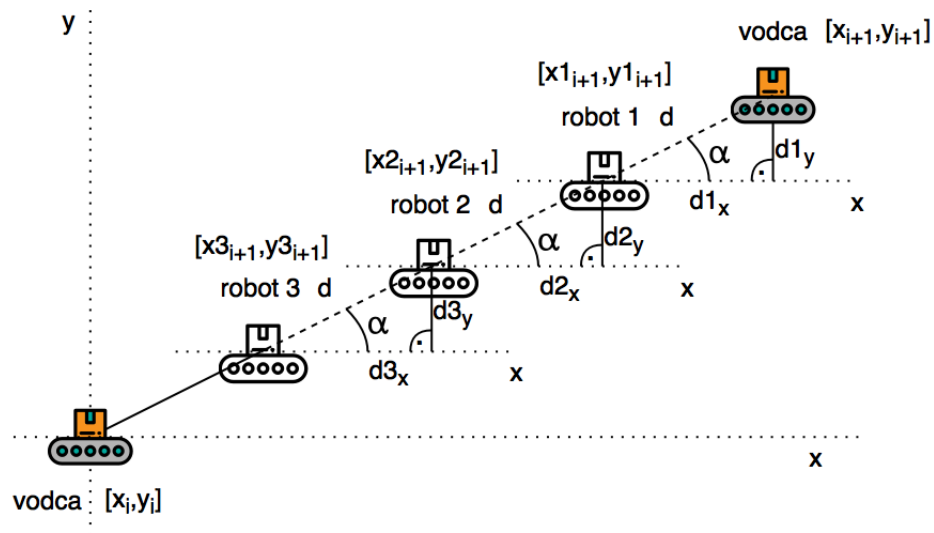 y
vodca [xi+1,yi+1]
[x1i+1,y1i+1]
robot 1 d
α
d1y
d1x
x
[x2i+1,y2i+1]
robot 2 d
α
d2y
d2x
x
[x3i+1,y3i+1]
robot 3 d
α
d3y
d3x
x
x
vodca [xi,yi]